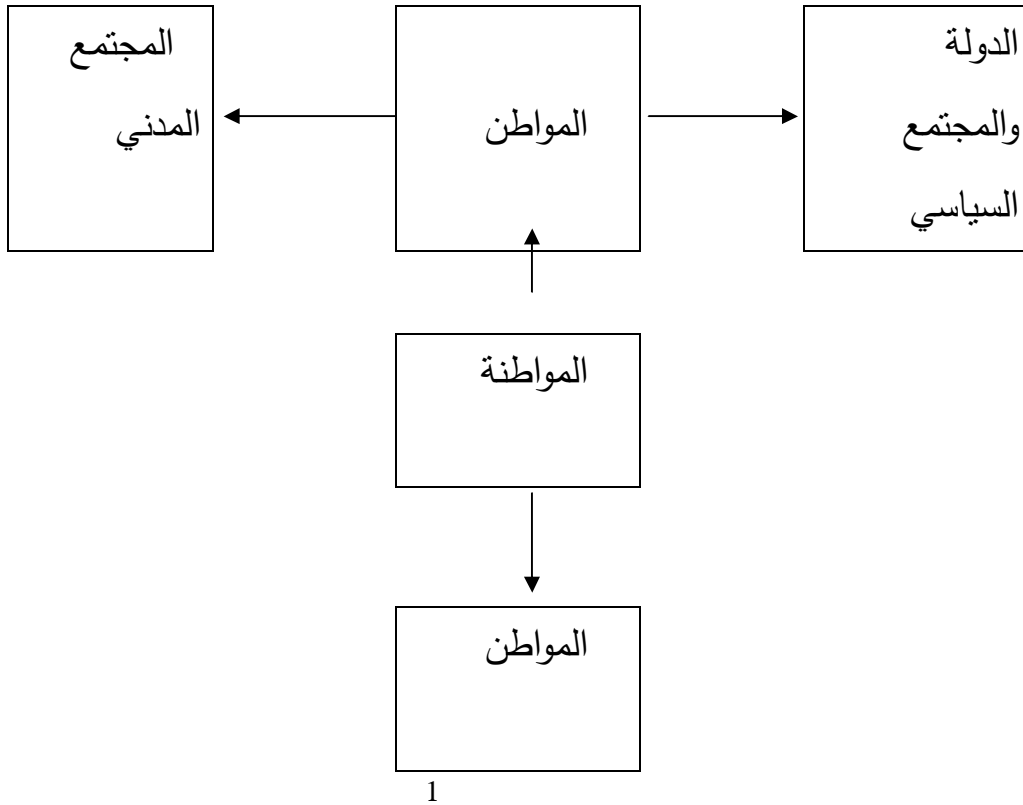 الدولة
والمجتمع
السياسي
المواطن
المجتمع
المدني
المواطنة
المواطن
1